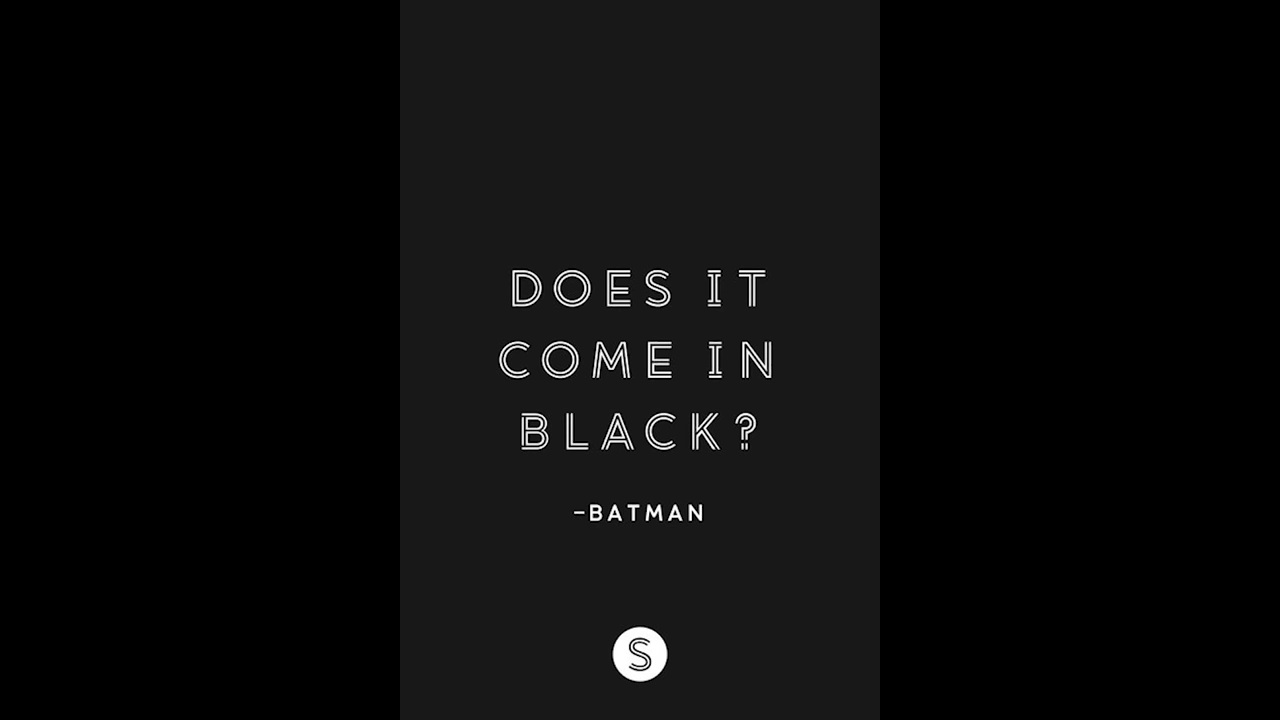 DOES IT
COME IN
BLACK?
-BATMAN
S